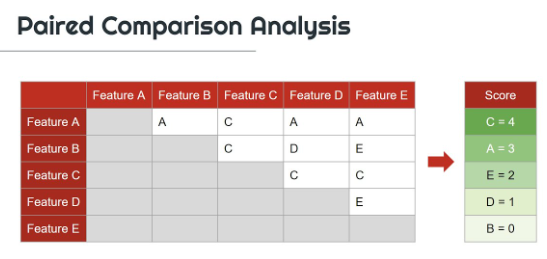 Paired Comparison Analysis
Feature A Feature B Feature C Feature D Feature E
Feature A A C A A
Feature B C D E
Feature C C C
Feature D E
Feature E
Score
C = 4
A = 3
E = 2
D = 1
B = 0